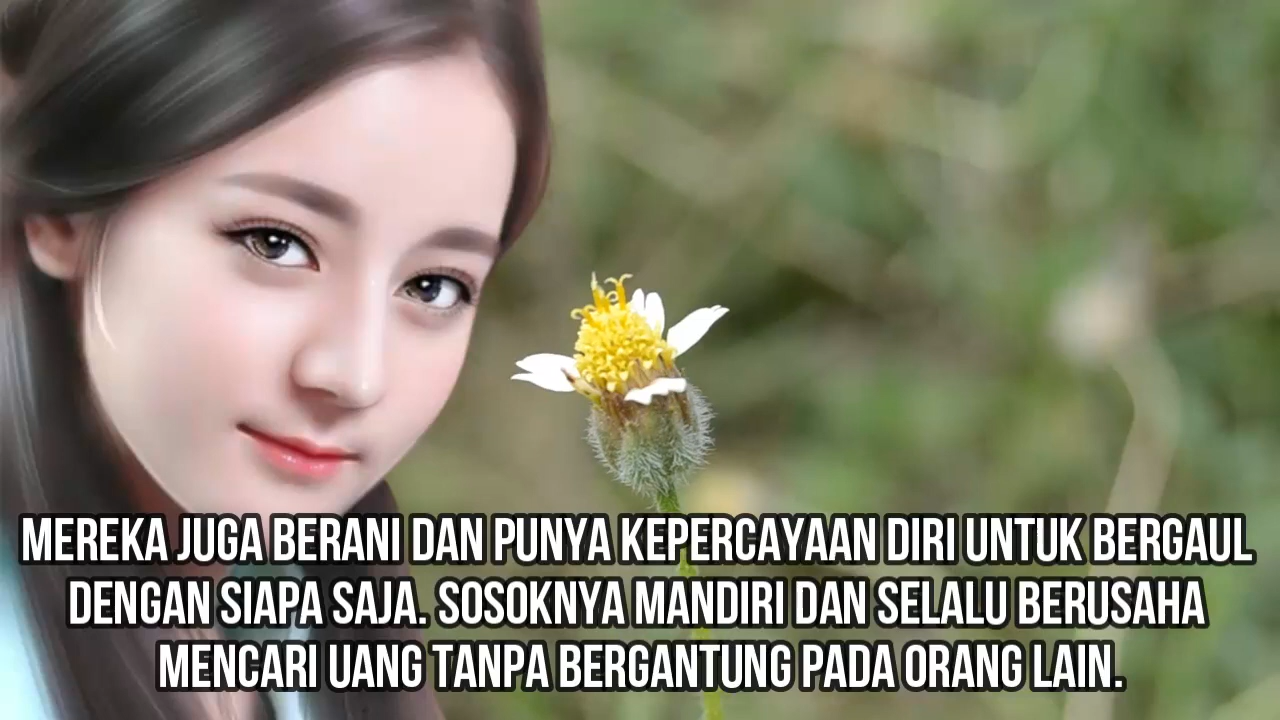 MEREKA JUGA BERANI DAN PUNYA KEPERCAYAAN DIRI UNTUK BERGAUL
DENGAN SIAPA SAJA. SOSOKNYA MANDIRI DAN SELALU BERUSAHA
MENCARI UANG TANPA BERGANTUNG PADA ORANG LAIN.